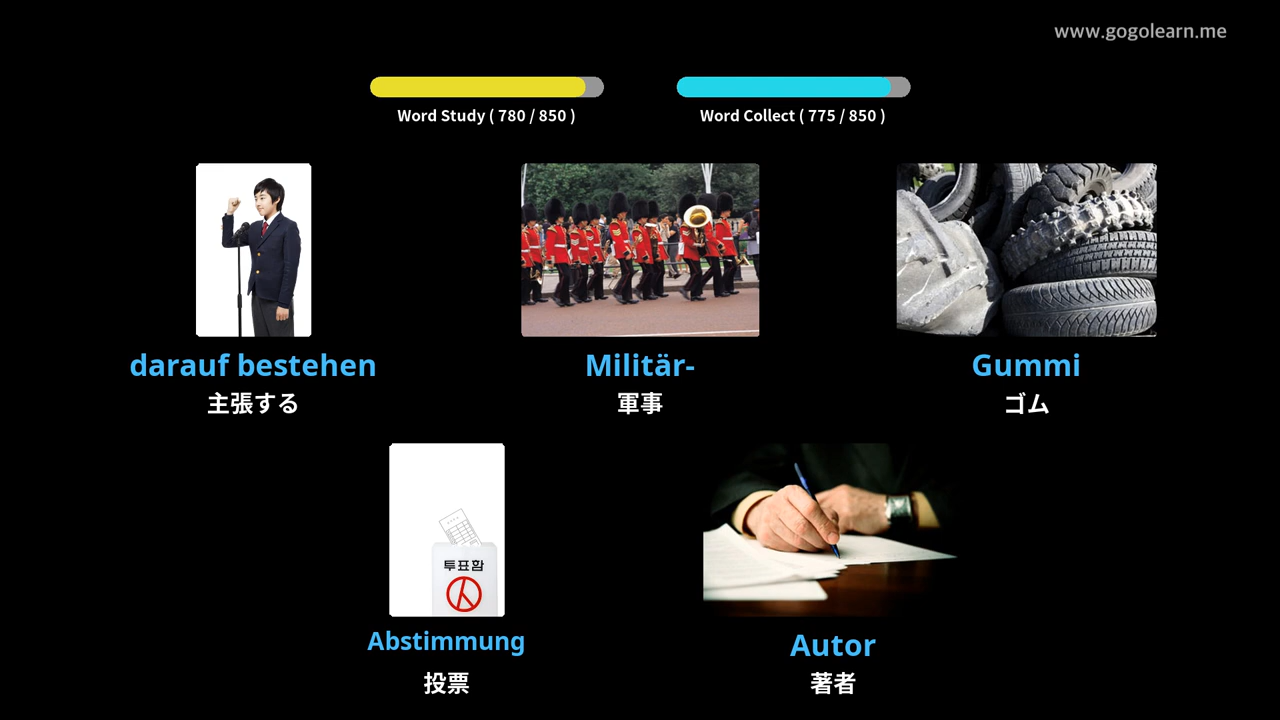 www.gogolearn.me
Word Study ( 780 / 850 )
Word Collect ( 775 / 850 )
darauf bestehen
主張する
Militär-
軍事
Gummi
ゴム
투표함
Abstimmung
投票
Autor
著者